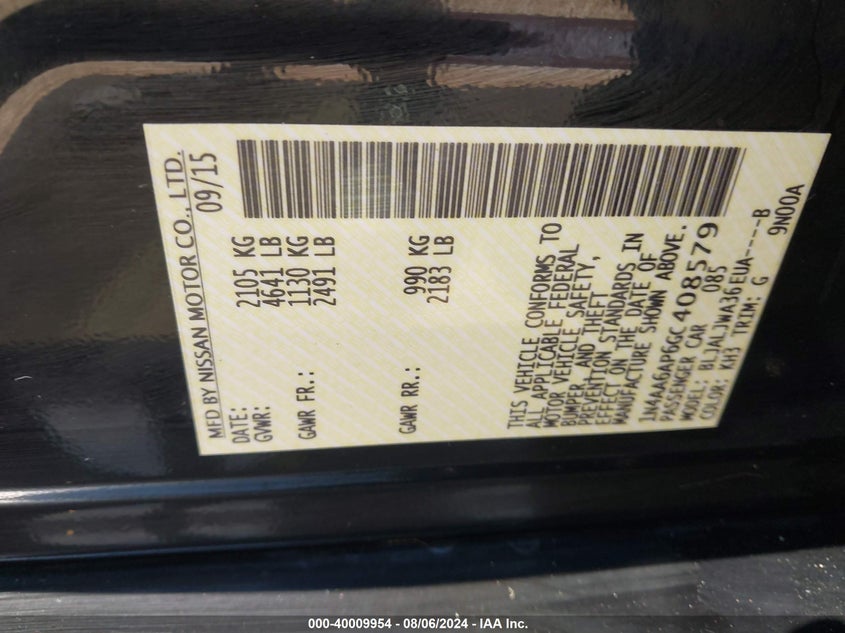 MFD BY NISSAN MOTOR CO., LTD.
DATE: 09/15
GVWR: 2105 KG
4641 LB
GAWR FR.: 1130 KG
2491 LB
GAWR RR.: 990 KG
2183 LB
THIS VEHICLE CONFORMS TO
ALL APPLICABLE FEDERAL
MOTOR VEHICLE SAFETY,
BUMPER, AND THEFT
PREVENTION STANDARDS IN
EFFECT ON THE DATE OF
MANUFACTURE SHOWN ABOVE.
1N4AA6AP6GC408579
PASSENGER CAR 085
MODEL: BLJALJWA36EUA----B
COLOR: KH3 TRIM: G 9N00A
000-40009954 - 08/06/2024 - IAA Inc.